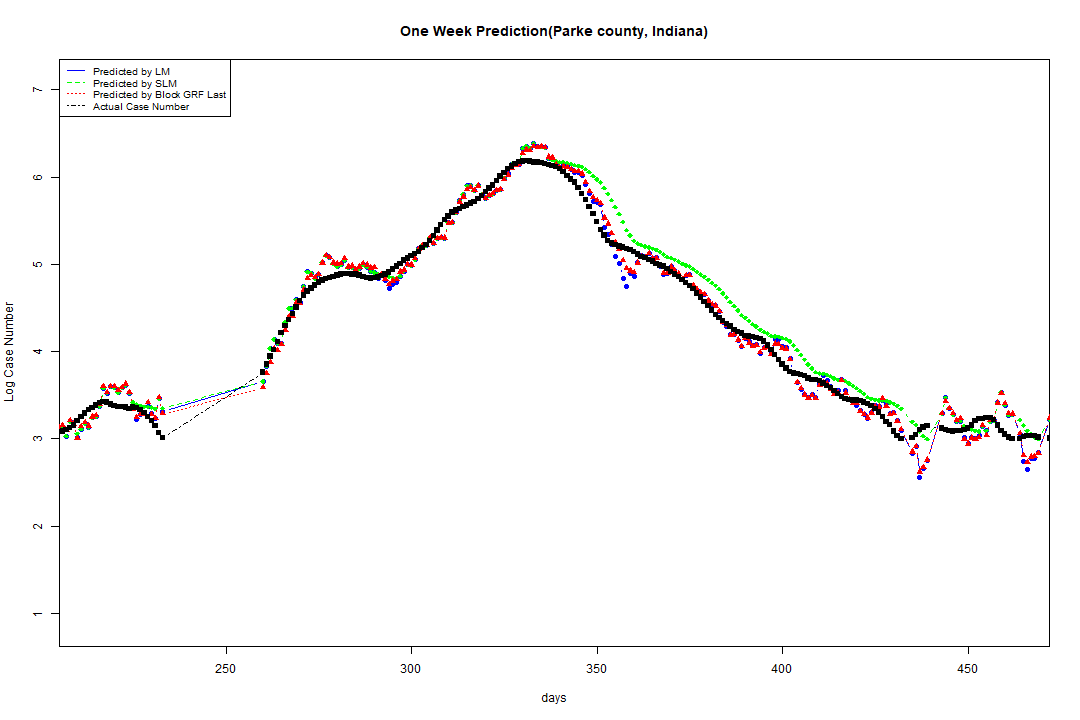 One Week Prediction(Parke county, Indiana)
Predicted by LM
Predicted by SLM
Predicted by Block GRF Last
Actual Case Number
Log Case Number
7
6
5
4
3
2
1
250 300 350 400 450
days